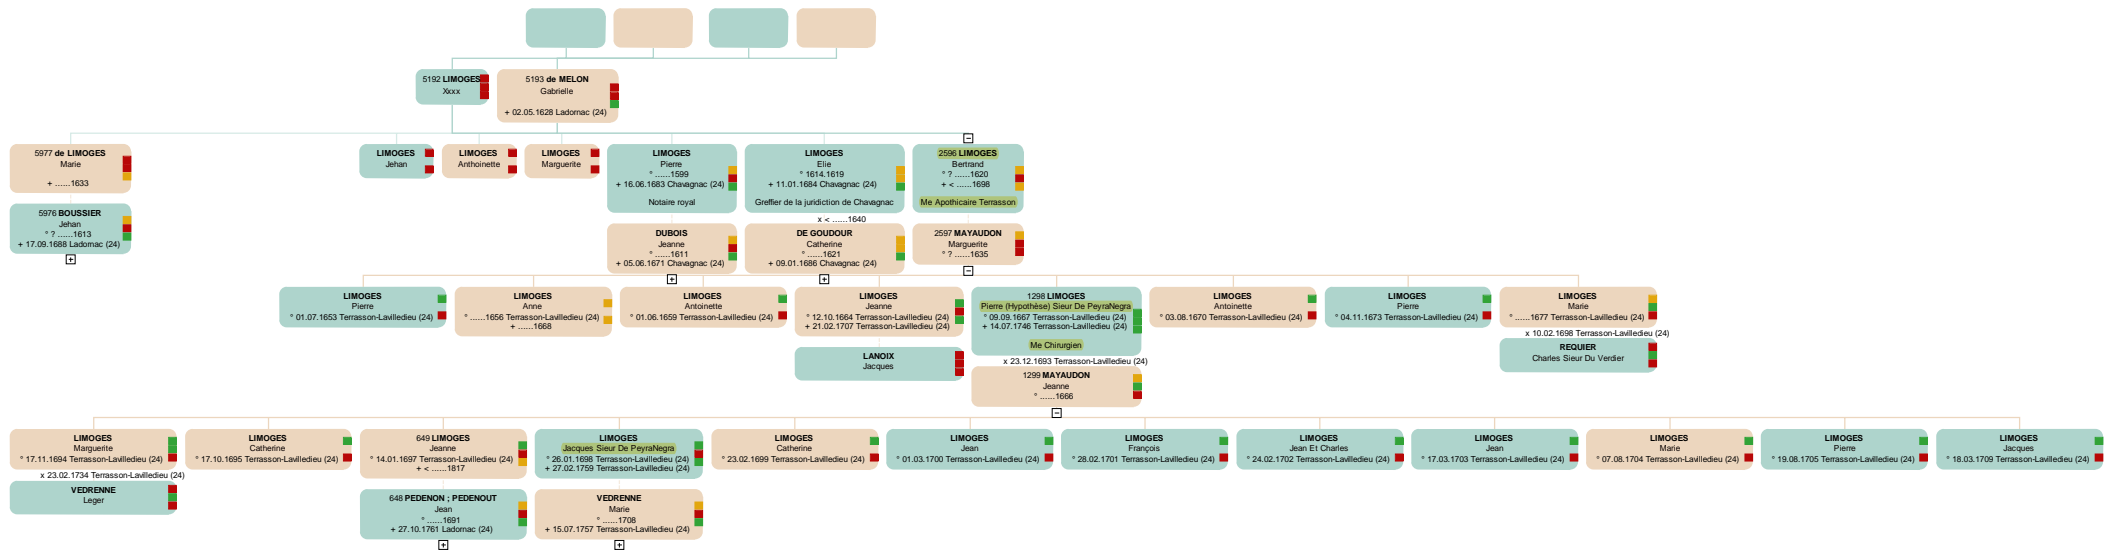 5192 LIMOGES
Xxxx
5193 de MELON
Gabrielle
+ 02.05.1628 Ladornac (24)
5977 de LIMOGES
Marie
+ ......1633
5976 BOUSSIER
Jehan
° ? ......1613
+ 17.09.1688 Ladornac (24)
LIMOGES
Jehan
LIMOGES
Anthoinette
LIMOGES
Marguerite
LIMOGES
Pierre
° ......1599
+ 16.06.1683 Chavagnac (24)
Notaire royal
DUBOIS
Jeanne
° ......1611
+ 05.06.1671 Chavagnac (24)
LIMOGES
Elie
° 1614.1619
+ 11.01.1684 Chavagnac (24)
Greffier de la juridiction de Chavagnac
x < ......1640
DE GOUDOUR
Catherine
° ......1621
+ 09.01.1686 Chavagnac (24)
2596 LIMOGES
Bertrand
° ? ......1620
+ < ......1698
Me Apothicaire Terrasson
2597 MAYAUDON
Marguerite
° ? ......1635
LIMOGES
Pierre
° 01.07.1653 Terrasson-Lavilledieu (24)
LIMOGES
Anne
° ......1656 Terrasson-Lavilledieu (24)
+ ......1668
LIMOGES
Antoinette
° 01.06.1659 Terrasson-Lavilledieu (24)
LIMOGES
Jeanne
° 12.10.1664 Terrasson-Lavilledieu (24)
+ 21.02.1707 Terrasson-Lavilledieu (24)
LANOIX
Jacques
1298 LIMOGES
Pierre (Hypothèse) Sieur De PeyraNegra
° 09.09.1667 Terrasson-Lavilledieu (24)
+ 14.07.1746 Terrasson-Lavilledieu (24)
Me Chirurgien
x 23.12.1693 Terrasson-Lavilledieu (24)
1299 MAYAUDON
Jeanne
° ......1666
LIMOGES
Antoinette
° 03.08.1670 Terrasson-Lavilledieu (24)
LIMOGES
Pierre
° 04.11.1673 Terrasson-Lavilledieu (24)
LIMOGES
Marie
° ......1677 Terrasson-Lavilledieu (24)
x 10.02.1698 Terrasson-Lavilledieu (24)
REQUIER
Charles Sieur Du Verdier
LIMOGES
Marguerite
° 17.11.1694 Terrasson-Lavilledieu (24)
x 23.02.1734 Terrasson-Lavilledieu (24)
VEDRENNE
Leger
LIMOGES
Catherine
° 17.10.1695 Terrasson-Lavilledieu (24)
649 LIMOGES
Jeanne
° 14.01.1697 Terrasson-Lavilledieu (24)
+ < ......1817
648 PEDENON ; PEDENOUT
Jean
° ......1691
+ 27.10.1761 Ladornac (24)
LIMOGES
Jacques Sieur De PeyraNegra
° 26.01.1698 Terrasson-Lavilledieu (24)
+ 27.02.1759 Terrasson-Lavilledieu (24)
VEDRENNE
Marie
° ......1708
+ 15.07.1757 Terrasson-Lavilledieu (24)
LIMOGES
Catherine
° 23.02.1699 Terrasson-Lavilledieu (24)
LIMOGES
Jean
° 01.03.1700 Terrasson-Lavilledieu (24)
LIMOGES
François
° 28.02.1701 Terrasson-Lavilledieu (24)
LIMOGES
Jean Et Charles
° 24.02.1702 Terrasson-Lavilledieu (24)
LIMOGES
Jean
° 17.03.1703 Terrasson-Lavilledieu (24)
LIMOGES
Marie
° 07.08.1704 Terrasson-Lavilledieu (24)
LIMOGES
Pierre
° 19.08.1705 Terrasson-Lavilledieu (24)
LIMOGES
Jacques
° 18.03.1709 Terrasson-Lavilledieu (24)